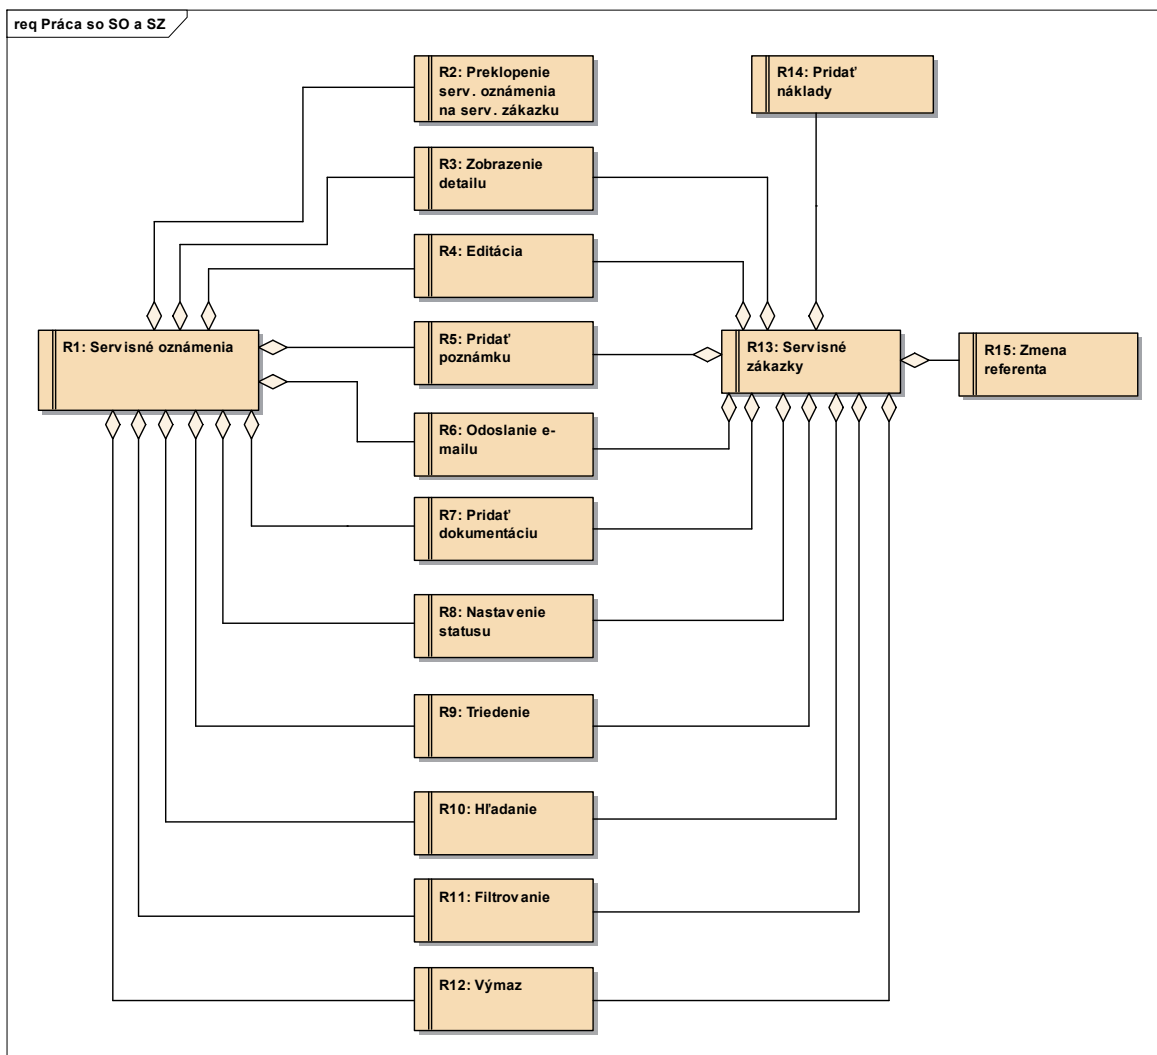 req Práca so SO a SZ
R2: Preklopenie
serv. oznámenia
na serv. zákazku
R14: Pridať
náklady
R3: Zobrazenie
detailu
R4: Editácia
R1: Servisné oznámenia
R5: Pridať
poznámku
R13: Servisné
zákazky
R15: Zmena
referenta
R6: Odoslanie e-
mailu
R7: Pridať
dokumentáciu
R8: Nastavenie
statusu
R9: Triedenie
R10: Hľadanie
R11: Filtrovanie
R12: Výmaz